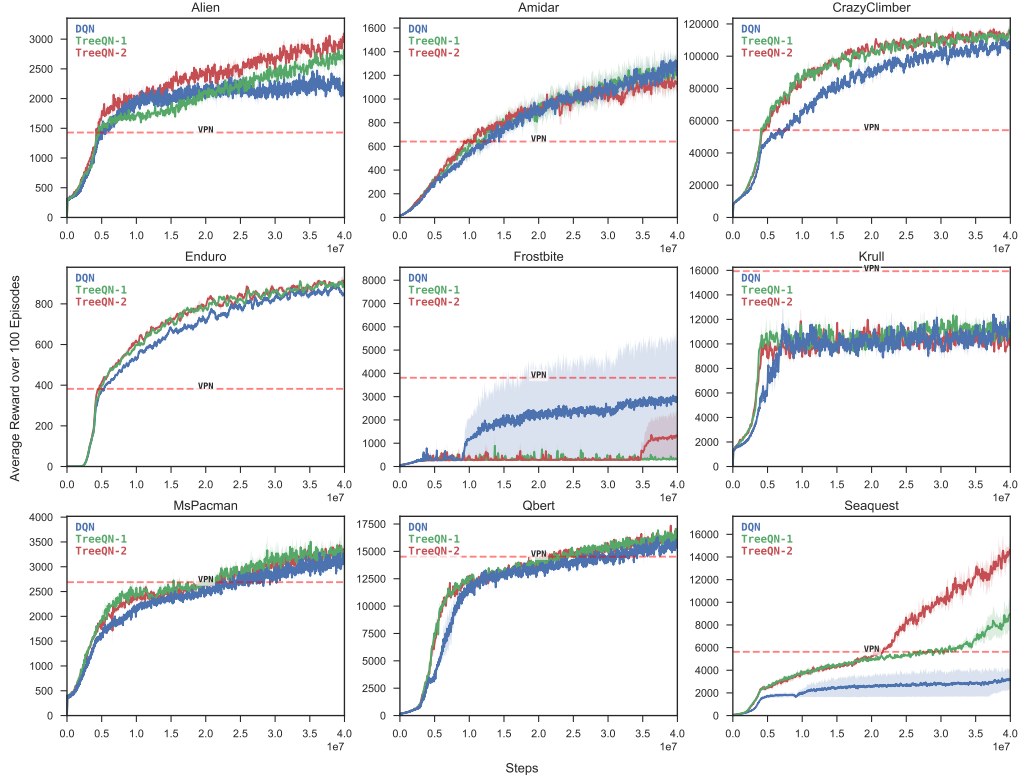 Alien
DQN
TreeQN-1
TreeQN-2
VPN
3000
2500
2000
1500
1000
500
0
0.0 0.5 1.0 1.5 2.0 2.5 3.0 3.5 4.0
1e7
Amidar
DQN
TreeQN-1
TreeQN-2
VPN
1600
1400
1200
1000
800
600
400
200
0
0.0 0.5 1.0 1.5 2.0 2.5 3.0 3.5 4.0
1e7
CrazyClimber
DQN
TreeQN-1
TreeQN-2
VPN
120000
100000
80000
60000
40000
20000
0
0.0 0.5 1.0 1.5 2.0 2.5 3.0 3.5 4.0
1e7
Average Reward over 100 Episodes
Enduro
DQN
TreeQN-1
TreeQN-2
VPN
800
600
400
200
0
0.0 0.5 1.0 1.5 2.0 2.5 3.0 3.5 4.0
1e7
Frostbite
DQN
TreeQN-1
TreeQN-2
VPN
8000
7000
6000
5000
4000
3000
2000
1000
0
0.0 0.5 1.0 1.5 2.0 2.5 3.0 3.5 4.0
1e7
Krull
VPN
DQN
TreeQN-1
TreeQN-2
16000
14000
12000
10000
8000
6000
4000
2000
0
0.0 0.5 1.0 1.5 2.0 2.5 3.0 3.5 4.0
1e7
MsPacman
DQN
TreeQN-1
TreeQN-2
VPN
4000
3500
3000
2500
2000
1500
1000
500
0
0.0 0.5 1.0 1.5 2.0 2.5 3.0 3.5 4.0
1e7
Qbert
DQN
TreeQN-1
TreeQN-2
VPN
17500
15000
12500
10000
7500
5000
2500
0
0.0 0.5 1.0 1.5 2.0 2.5 3.0 3.5 4.0
1e7
Seaquest
DQN
TreeQN-1
TreeQN-2
VPN
16000
14000
12000
10000
8000
6000
4000
2000
0
0.0 0.5 1.0 1.5 2.0 2.5 3.0 3.5 4.0
1e7
Steps